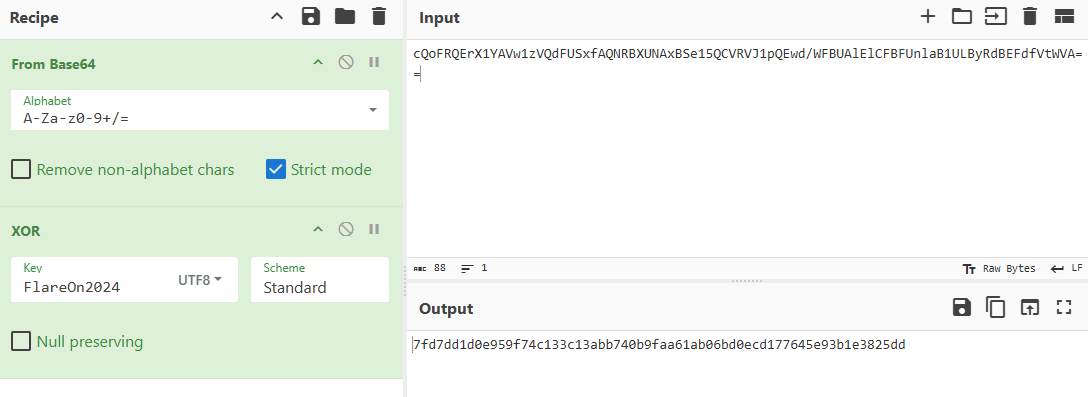 Recipe
From Base64
Alphabet
A-Za-z0-9+/=
Remove non-alphabet chars
Strict mode
XOR
Key
FlareOn2024
UTF8
Scheme
Standard
Null preserving
Input
cQoFRQErX1YAVw1zVQdFUSxfAQNRBXUNAxBSe15QCVRVJ1pQEwd/WFBUAlElCFBFUnlaB1ULByRdBEFdfVtWVA=
=
ABC 88 1 Raw Bytes LF
Output
7fd7dd1d0e959f74c133c13abb740b9faa61ab06bd0ecd177645e93b1e3825dd